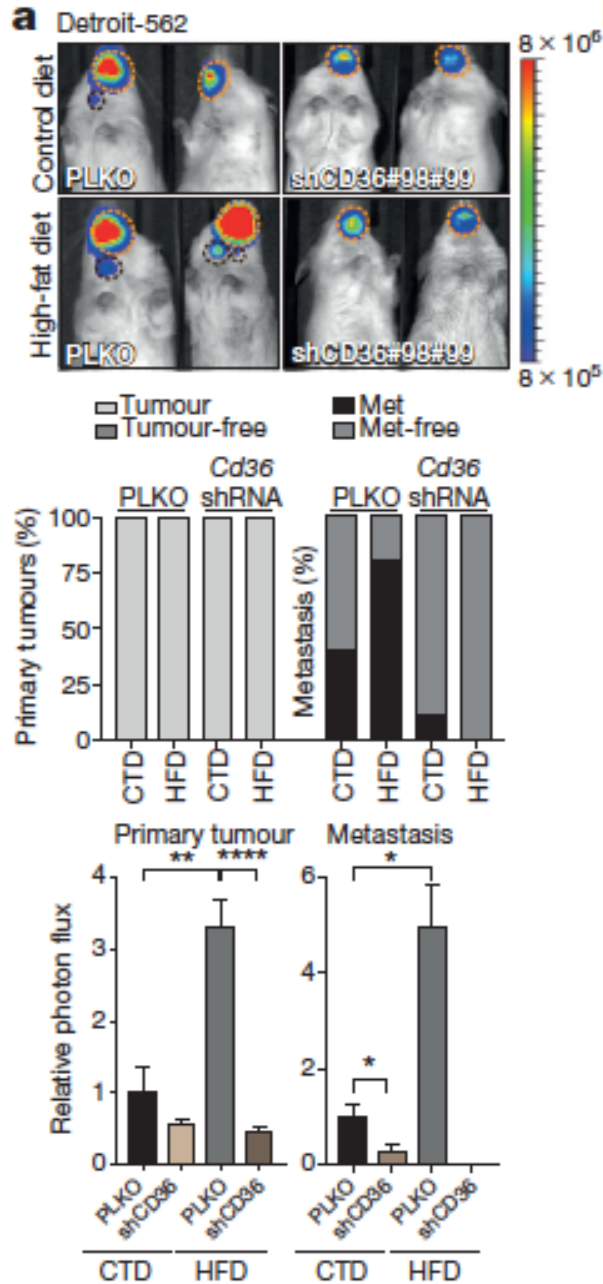 a Detroit-562
8 × 10⁶
Control diet
PLKO
shCD36#98#99
High-fat diet
PLKO
shCD36#98#99
8 × 10⁵
Tumour
Tumour-free
Met
Met-free
PLKO
Cd36
shRNA
PLKO
Cd36
shRNA
Primary tumours (%)
100
75
50
25
0
CTD
HFD
CTD
HFD
Metastasis (%)
CTD
HFD
CTD
HFD
Primary tumour
Metastasis
Relative photon flux
4
3
2
1
0
**
****
PLKO
shCD36
PLKO
shCD36
CTD
HFD
6
4
2
0
*
*
PLKO
shCD36
PLKO
shCD36
CTD
HFD